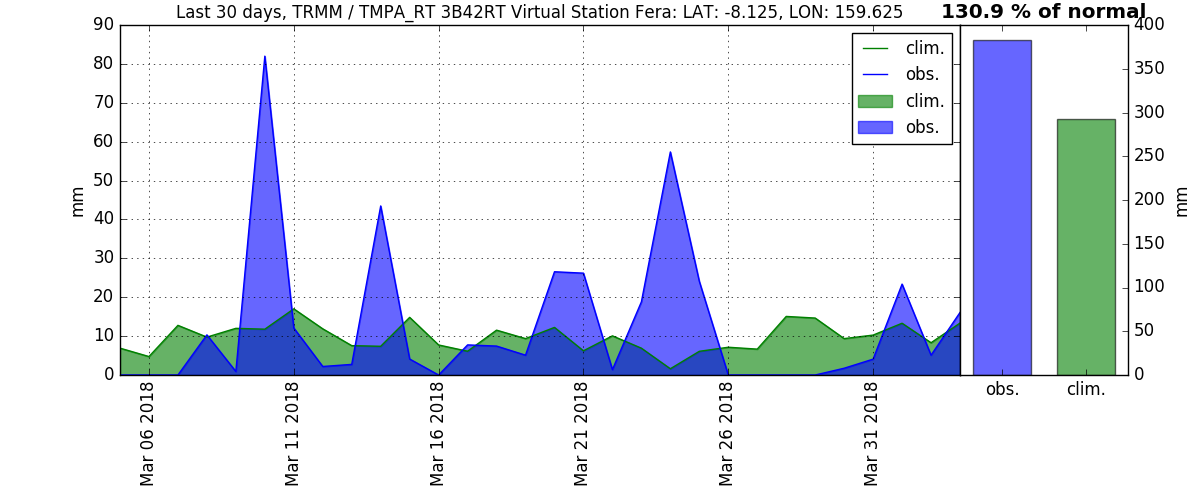 Last 30 days, TRMM / TMPA_RT 3B42RT Virtual Station Fera: LAT: -8.125, LON: 159.625
130.9 % of normal
90
80
70
60
50
40
30
20
10
0
mm
clim.
obs.
clim.
obs.
Mar 06 2018
Mar 11 2018
Mar 16 2018
Mar 21 2018
Mar 26 2018
Mar 31 2018
400
350
300
250
200
150
100
50
0
mm
obs.
clim.